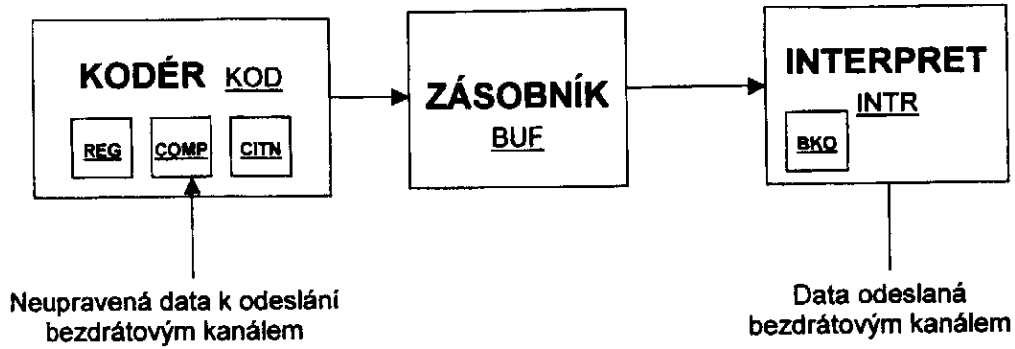 KODÉR KOD
REG COMP CITN
ZÁSOBNÍK
BUF
INTERPRET
INTR
BKO
Neupravená data k odeslání
bezdrátovým kanálem
Data odeslaná
bezdrátovým kanálem